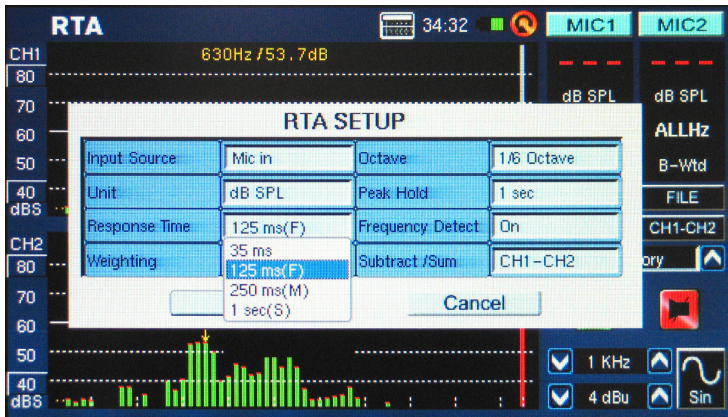 RTA
34:32
MIC1 MIC2
CH1
630Hz/53.7dB
80
70
60
50
40
dBS
dB SPL dB SPL
ALLHz
B-Wtd
FILE
CH1-CH2
RTA SETUP
Input Source Mic in Octave 1/6 Octave
Unit dB SPL Peak Hold 1 sec
Response Time 125 ms(F) Frequency Detect On
Weighting Subtract /Sum CH1-CH2
35 ms
125 ms(F)
250 ms(M)
1 sec(S)
Cancel
CH2
80
70
60
50
40
dBS
1 KHz
4 dBu
Sin